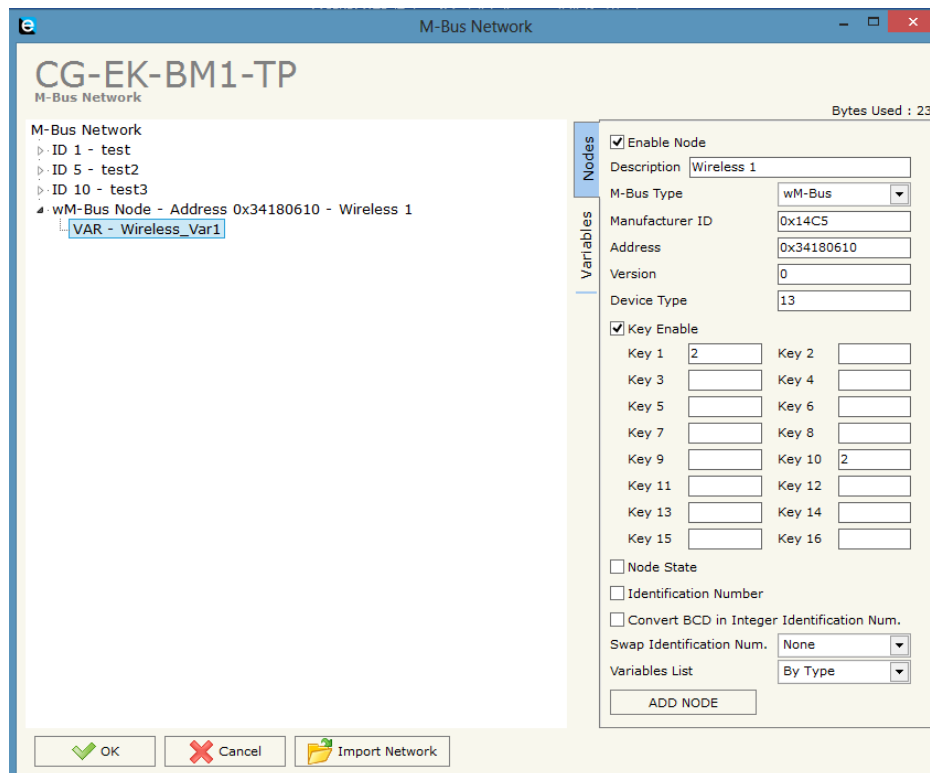 M-Bus Network
CG-EK-BM1-TP
M-Bus Network
Bytes Used : 23
M-Bus Network
ID 1 - test
ID 5 - test2
ID 10 - test3
wM-Bus Node - Address 0x34180610 - Wireless 1
VAR - Wireless_Var1
Nodes
Variables
Enable Node
Description Wireless 1
M-Bus Type wM-Bus
Manufacturer ID 0x14C5
Address 0x34180610
Version 0
Device Type 13
Key Enable
Key 1 2 Key 2
Key 3 Key 4
Key 5 Key 6
Key 7 Key 8
Key 9 Key 10 2
Key 11 Key 12
Key 13 Key 14
Key 15 Key 16
Node State
Identification Number
Convert BCD in Integer Identification Num.
Swap Identification Num. None
Variables List By Type
ADD NODE
OK Cancel Import Network